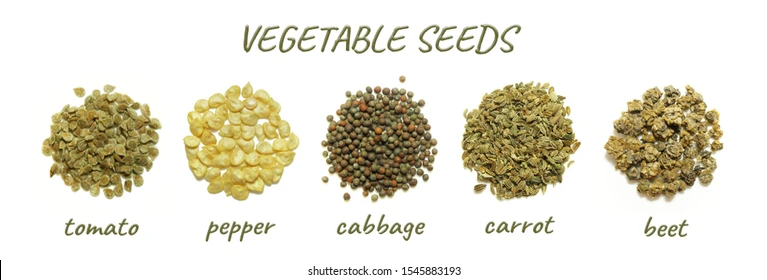 VEGETABLE SEEDS
tomato
pepper
cabbage
carrot
beet
shutterstock.com · 1545883193